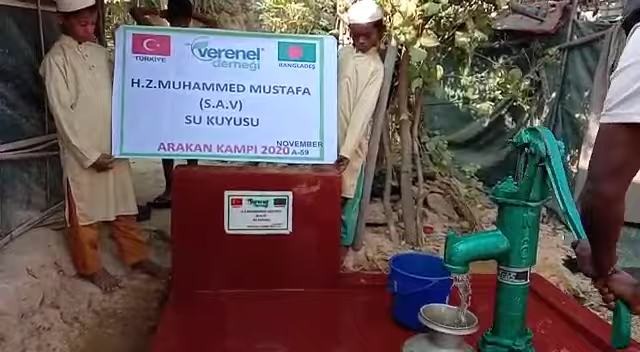 verenel
derneği
TÜRKİYE
BANGLADEŞ
H.Z.MUHAMMED MUSTAFA
(S.A.V)
SU KUYUSU
NOVEMBER
ARAKAN KAMPI 2020 A-59